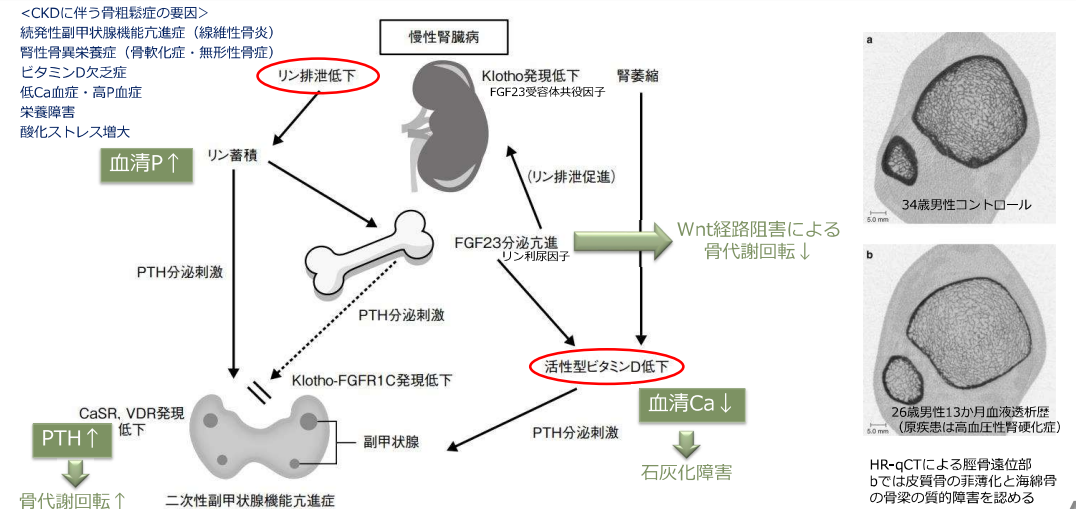 <CKDに伴う骨粗鬆症の要因>
続発性副甲状腺機能亢進症（線維性骨炎）
腎性骨異栄養症（骨軟化症・無形性骨症）
ビタミンD欠乏症
低Ca血症・高P血症
栄養障害
酸化ストレス増大
慢性腎臓病
リン排泄低下
Klotho発現低下
FGF23受容体共役因子
腎萎縮
血清P↑
リン蓄積
(リン排泄促進)
FGF23分泌亢進
リン利尿因子
Wnt経路阻害による
骨代謝回転↓
PTH分泌刺激
PTH分泌刺激
Klotho-FGFR1C発現低下
活性型ビタミンD低下
血清Ca↓
石灰化障害
PTH分泌刺激
CaSR, VDR発現
低下
PTH↑
骨代謝回転↑
副甲状腺
二次性副甲状腺機能亢進症
a
5.0 mm
34歳男性コントロール
b
5.0 mm
26歳男性13か月血液透析歴
（原疾患は高血圧性腎硬化症）
HR-qCTによる脛骨遠位部
bでは皮質骨の菲薄化と海綿骨
の骨梁の質的障害を認める